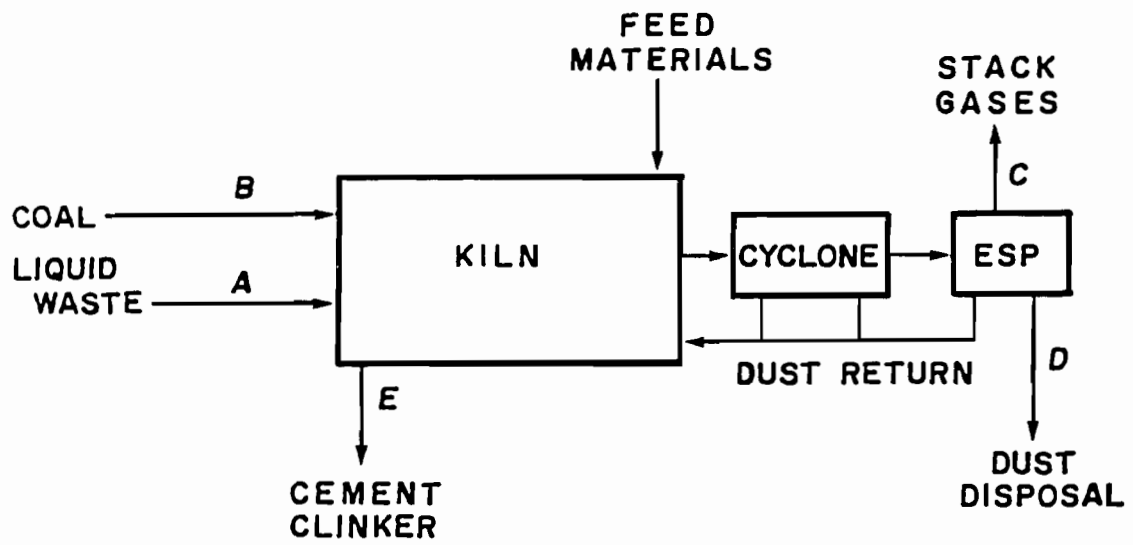 FEED
MATERIALS
STACK
GASES
C
B
COAL
KILN
CYCLONE
ESP
LIQUID
WASTE
A
DUST RETURN
D
E
CEMENT
CLINKER
DUST
DISPOSAL